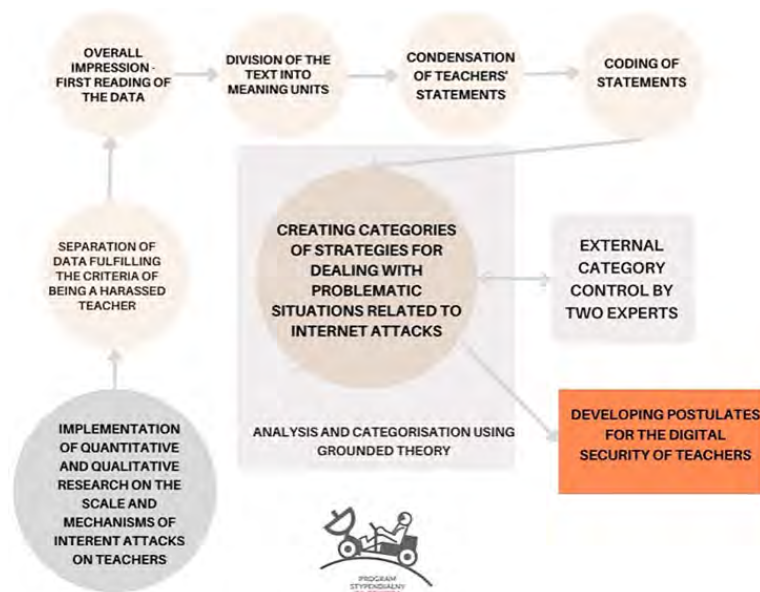 OVERALL
IMPRESSION -
FIRST READING OF
THE DATA
DIVISION OF THE
TEXT INTO
MEANING UNITS
CONDENSATION
OF TEACHERS'
STATEMENTS
CODING OF
STATEMENTS
SEPARATION OF
DATA FULFILLING
THE CRITERIA OF
BEING A HARASSED
TEACHER
CREATING CATEGORIES
OF STRATEGIES FOR
DEALING WITH
PROBLEMATIC
SITUATIONS RELATED TO
INTERNET ATTACKS
EXTERNAL
CATEGORY
CONTROL BY
TWO EXPERTS
IMPLEMENTATION
OF QUANTITATIVE
AND QUALITATIVE
RESEARCH ON THE
SCALE AND
MECHANISMS OF
INTERENT ATTACKS
ON TEACHERS
ANALYSIS AND CATEGORISATION USING
GROUNDED THEORY
DEVELOPING POSTULATES
FOR THE DIGITAL
SECURITY OF TEACHERS
PROGRAM
STYPENDIALNY